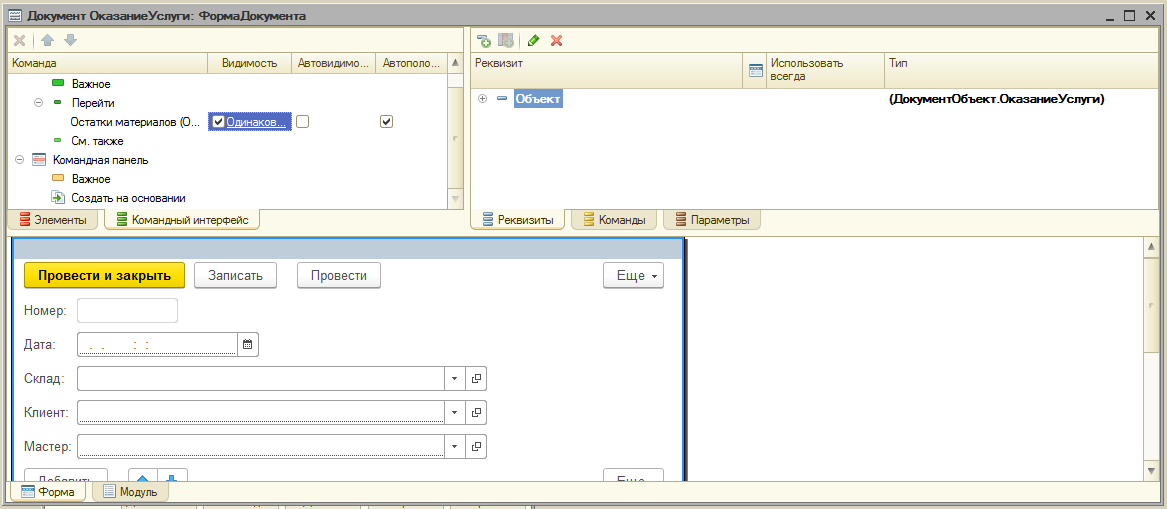 Документ ОказаниеУслуги: ФормаДокумента
Команда Видимость Автовидимо... Автополо...
Важное
Перейти
Остатки материалов (О... Одинаков...
См. также
Командная панель
Важное
Создать на основании
Элементы Командный интерфейс
Реквизит Использовать всегда Тип
Объект (ДокументОбъект.ОказаниеУслуги)
Реквизиты Команды Параметры
Провести и закрыть Записать Провести Еще
Номер:
Дата: . . : :
Склад:
Клиент:
Мастер:
Добавить Еще
Форма Модуль